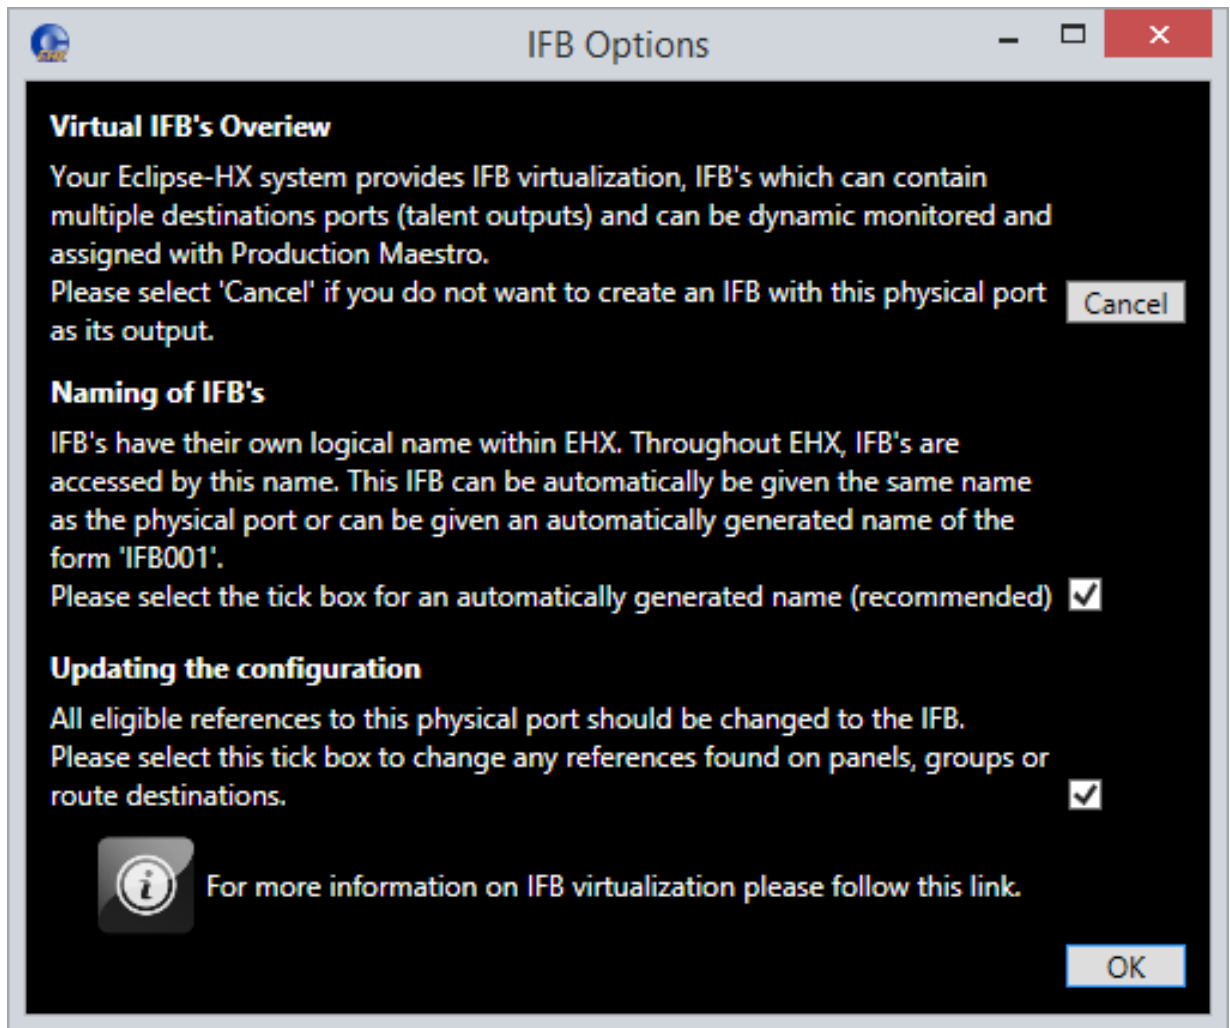 IFB Options
Virtual IFB's Overiew
Your Eclipse-HX system provides IFB virtualization, IFB's which can contain
multiple destinations ports (talent outputs) and can be dynamic monitored and
assigned with Production Maestro.
Please select 'Cancel' if you do not want to create an IFB with this physical port
as its output.
Cancel
Naming of IFB's
IFB's have their own logical name within EHX. Throughout EHX, IFB's are
accessed by this name. This IFB can be automatically be given the same name
as the physical port or can be given an automatically generated name of the
form 'IFB001'.
Please select the tick box for an automatically generated name (recommended)
Updating the configuration
All eligible references to this physical port should be changed to the IFB.
Please select this tick box to change any references found on panels, groups or
route destinations.
For more information on IFB virtualization please follow this link.
OK